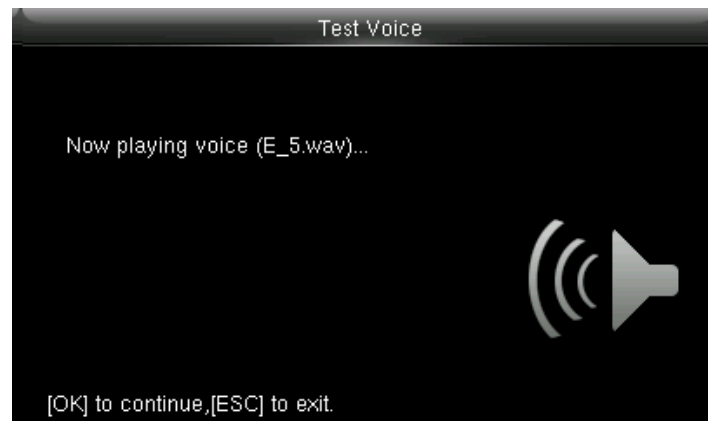 Test Voice
Now playing voice (E_5.wav)...
[OK] to continue,[ESC] to exit.